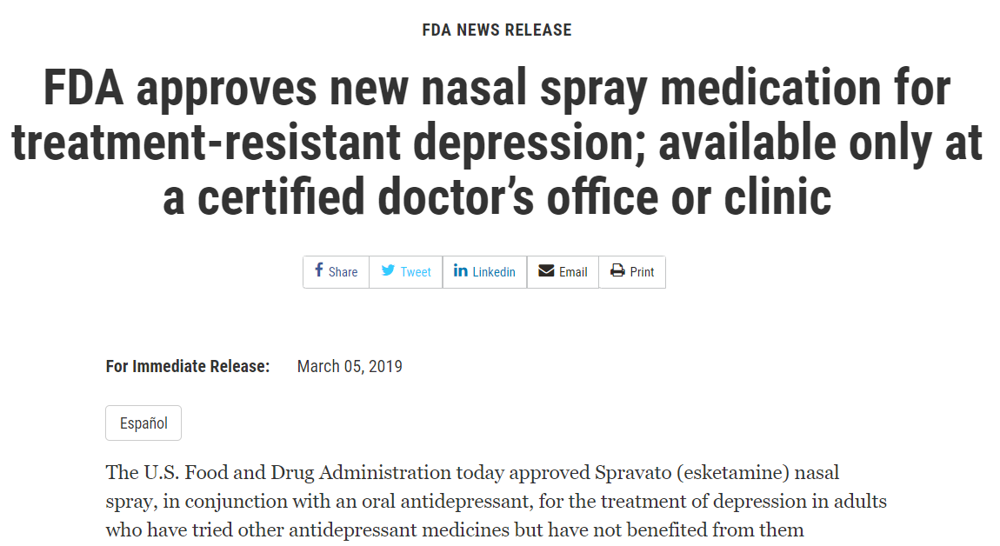 FDA NEWS RELEASE
FDA approves new nasal spray medication for
treatment-resistant depression; available only at
a certified doctor’s office or clinic
Share Tweet Linkedin Email Print
For Immediate Release: March 05, 2019
Español
The U.S. Food and Drug Administration today approved Spravato (esketamine) nasal
spray, in conjunction with an oral antidepressant, for the treatment of depression in adults
who have tried other antidepressant medicines but have not benefited from them